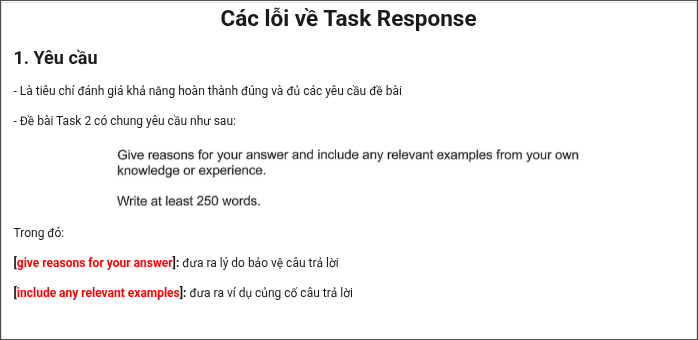 Các lỗi về Task Response
1. Yêu cầu
- Là tiêu chí đánh giá khả năng hoàn thành đúng và đủ các yêu cầu đề bài
- Đề bài Task 2 có chung yêu cầu như sau:
Give reasons for your answer and include any relevant examples from your own
knowledge or experience.
Write at least 250 words.
Trong đó:
[give reasons for your answer]: đưa ra lý do bảo vệ câu trả lời
[include any relevant examples]: đưa ra ví dụ củng cố câu trả lời